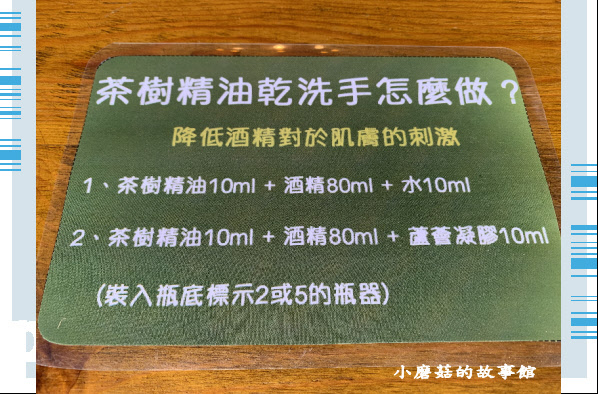 茶樹精油乾洗手怎麼做？
降低酒精對於肌膚的刺激
1、茶樹精油10ml + 酒精80ml + 水10ml
2、茶樹精油10ml + 酒精80ml + 蘆薈凝膠10ml
(裝入瓶底標示2或5的瓶器)
小磨菇的故事館